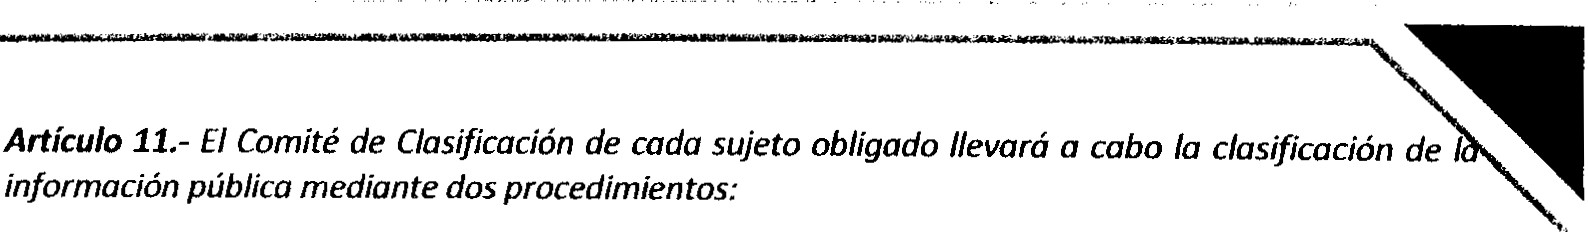 Artículo 11.- El Comité de Clasificación de cada sujeto obligado llevará a cabo la clasificación de la
información pública mediante dos procedimientos: